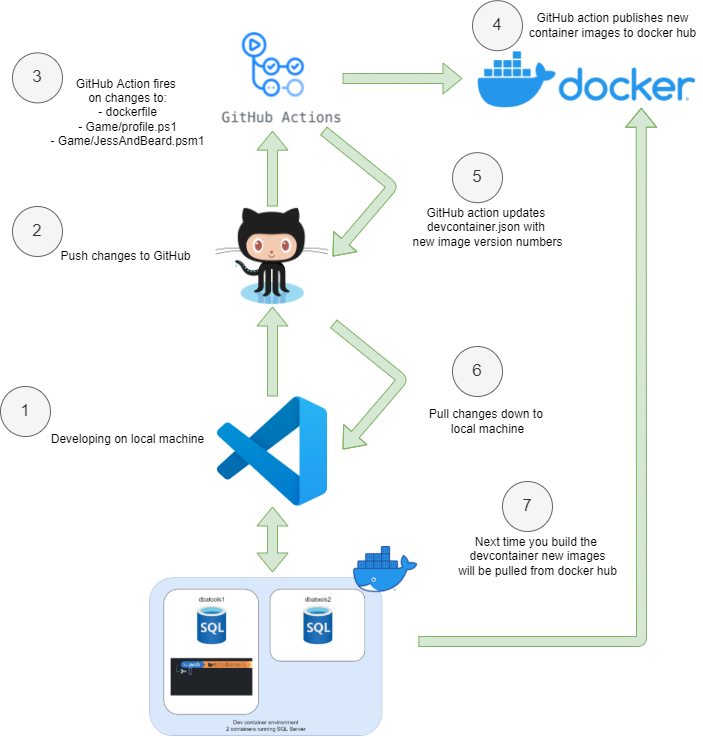 4
GitHub action publishes new
container images to docker hub
3
GitHub Action fires
on changes to:
- dockerfile
- Game/profile.ps1
- Game/JessAndBeard.psm1
GitHub Actions
docker
5
GitHub action updates
devcontainer.json with
new image version numbers
2
Push changes to GitHub
6
Pull changes down to
local machine
1
Developing on local machine
7
Next time you build the
devcontainer new images
will be pulled from docker hub
dbatools1
dbatools2
SQL
SQL
pwsh
Dev container environment
2 containers running SQL Server